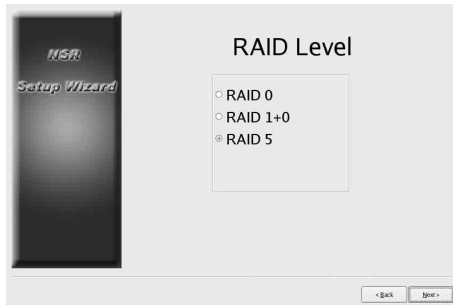 NSR
Setup Wizard
RAID Level
RAID 0
RAID 1+0
RAID 5
< Back
Next >